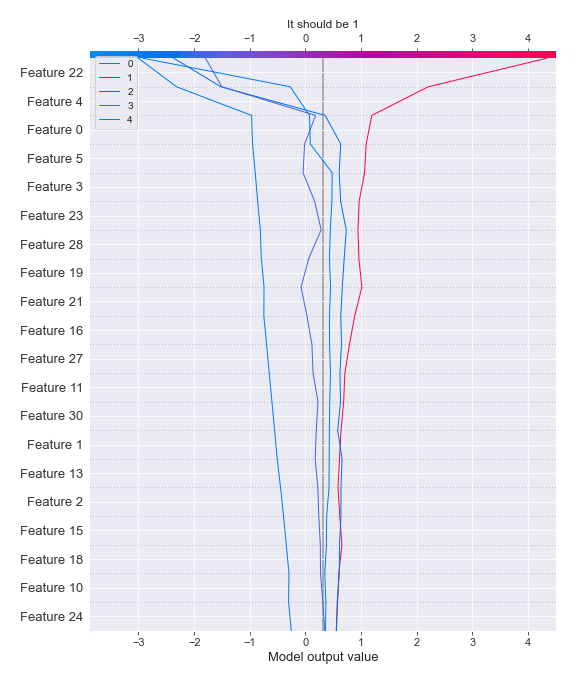 It should be 1
−3 −2 −1 0 1 2 3 4
0
1
2
3
4
Feature 22
Feature 4
Feature 0
Feature 5
Feature 3
Feature 23
Feature 28
Feature 19
Feature 21
Feature 16
Feature 27
Feature 11
Feature 30
Feature 1
Feature 13
Feature 2
Feature 15
Feature 18
Feature 10
Feature 24
−3 −2 −1 0 1 2 3 4
Model output value